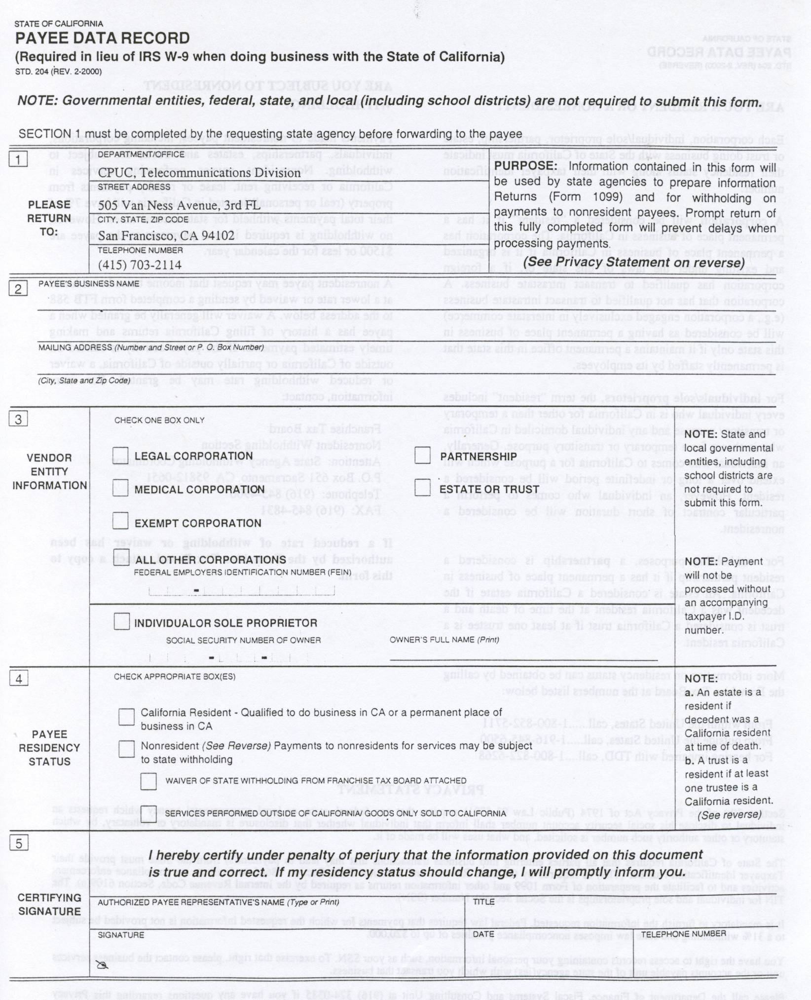 STATE OF CALIFORNIA
PAYEE DATA RECORD
(Required in lieu of IRS W-9 when doing business with the State of California)
STD. 204 (REV. 2-2000)
NOTE: Governmental entities, federal, state, and local (including school districts) are not required to submit this form.
SECTION 1 must be completed by the requesting state agency before forwarding to the payee
1
PLEASE
RETURN
TO:
DEPARTMENT/OFFICE
CPUC, Telecommunications Division
STREET ADDRESS
505 Van Ness Avenue, 3rd FL
CITY, STATE, ZIP CODE
San Francisco, CA 94102
TELEPHONE NUMBER
(415) 703-2114
PURPOSE: Information contained in this form will
be used by state agencies to prepare information
Returns (Form 1099) and for withholding on
payments to nonresident payees. Prompt return of
this fully completed form will prevent delays when
processing payments.
(See Privacy Statement on reverse)
2
PAYEE'S BUSINESS NAME
MAILING ADDRESS (Number and Street or P. O. Box Number)
(City, State and Zip Code)
3
VENDOR
ENTITY
INFORMATION
CHECK ONE BOX ONLY
LEGAL CORPORATION
PARTNERSHIP
MEDICAL CORPORATION
ESTATE OR TRUST
EXEMPT CORPORATION
ALL OTHER CORPORATIONS
FEDERAL EMPLOYERS IDENTIFICATION NUMBER (FEIN)
-
INDIVIDUALOR SOLE PROPRIETOR
SOCIAL SECURITY NUMBER OF OWNER
OWNER'S FULL NAME (Print)
- -
NOTE: State and
local governmental
entities, including
school districts are
not required to
submit this form.
NOTE: Payment
will not be
processed without
an accompanying
taxpayer I.D.
number.
4
PAYEE
RESIDENCY
STATUS
CHECK APPROPRIATE BOX(ES)
California Resident - Qualified to do business in CA or a permanent place of
business in CA
Nonresident (See Reverse) Payments to nonresidents for services may be subject
to state withholding
WAIVER OF STATE WITHHOLDING FROM FRANCHISE TAX BOARD ATTACHED
SERVICES PERFORMED OUTSIDE OF CALIFORNIA/ GOODS ONLY SOLD TO CALIFORNIA
NOTE:
a. An estate is a
resident if
decedent was a
California resident
at time of death.
b. A trust is a
resident if at least
one trustee is a
California resident.
(See reverse)
5
CERTIFYING
SIGNATURE
I hereby certify under penalty of perjury that the information provided on this document
is true and correct. If my residency status should change, I will promptly inform you.
AUTHORIZED PAYEE REPRESENTATIVE'S NAME (Type or Print)
TITLE
SIGNATURE
DATE
TELEPHONE NUMBER